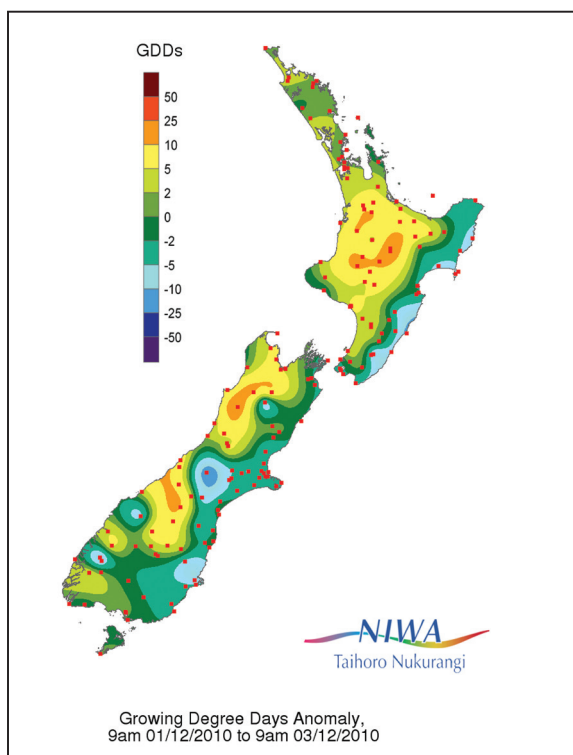 GDDs
50
25
10
5
2
0
-2
-5
-10
-25
-50
NIWA
Taihoro Nukurangi
Growing Degree Days Anomaly,
9am 01/12/2010 to 9am 03/12/2010